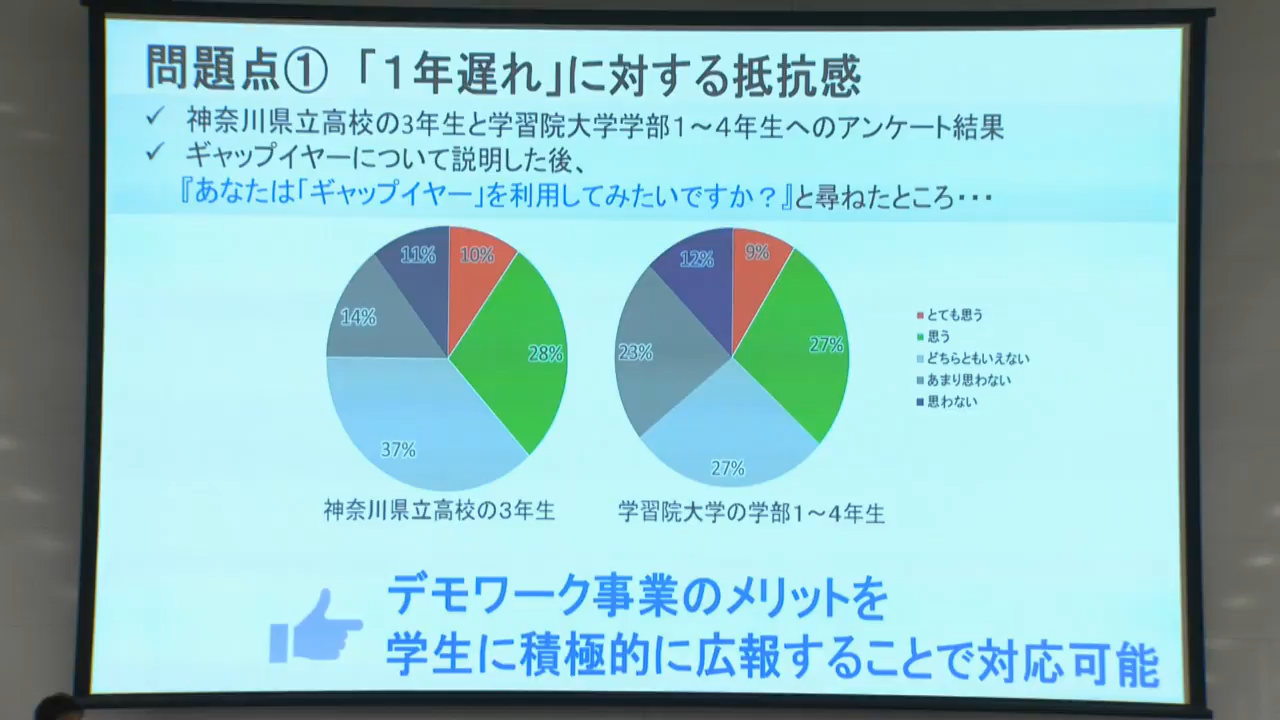 問題点① 「1年遅れ」に対する抵抗感
✓ 神奈川県立高校の3年生と学習院大学学部1～4年生へのアンケート結果
✓ ギャップイヤーについて説明した後、
『あなたは「ギャップイヤー」を利用してみたいですか？』と尋ねたところ・・・
11% 10%
14%
28%
37%
神奈川県立高校の3年生
12% 9%
23%
27%
27%
学習院大学の学部1～4年生
とても思う
思う
どちらともいえない
あまり思わない
思わない
デモワーク事業のメリットを
学生に積極的に広報することで対応可能